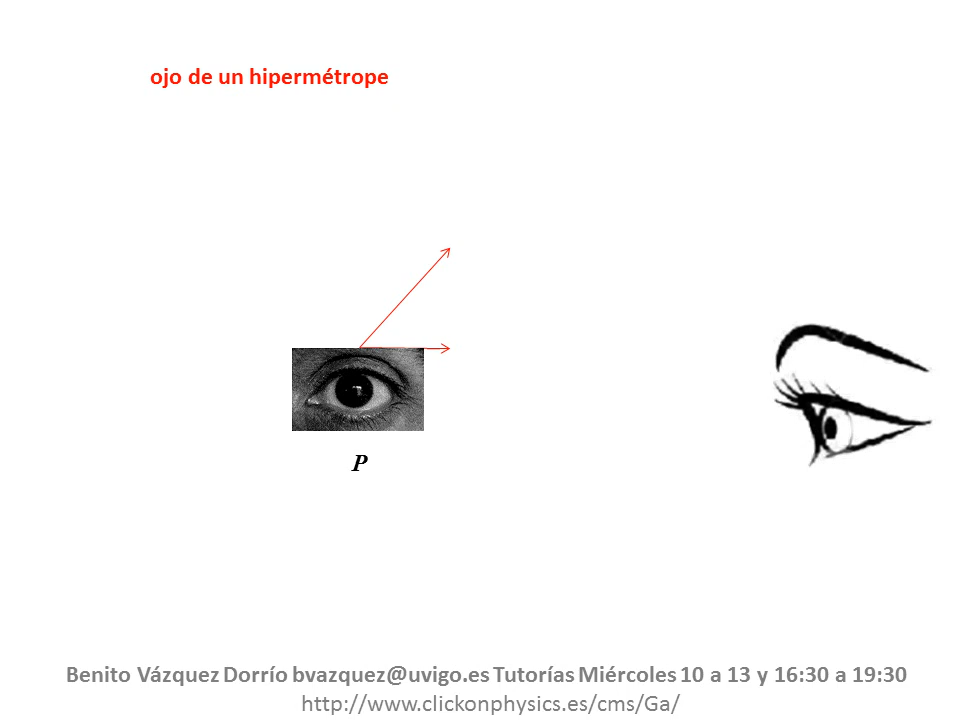 ojo de un hipermétrope
P
Benito Vázquez Dorrío bvazquez@uvigo.es Tutorías Miércoles 10 a 13 y 16:30 a 19:30
http://www.clickonphysics.es/cms/Ga/